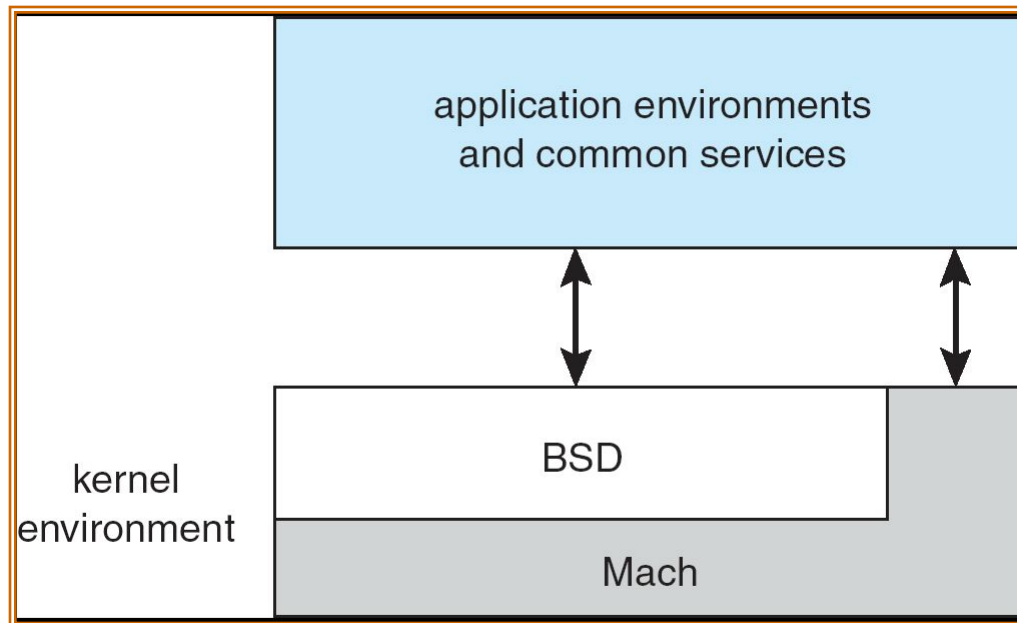 application environments
and common services
BSD
kernel
environment
Mach